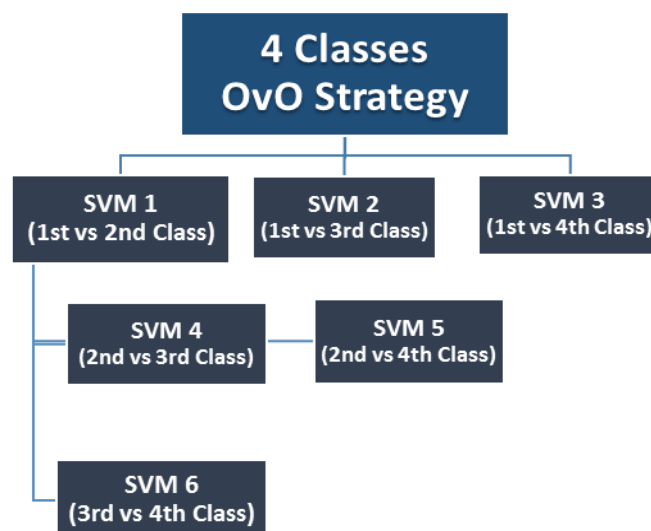 4 Classes
OvO Strategy
SVM 1
(1st vs 2nd Class)
SVM 2
(1st vs 3rd Class)
SVM 3
(1st vs 4th Class)
SVM 4
(2nd vs 3rd Class)
SVM 5
(2nd vs 4th Class)
SVM 6
(3rd vs 4th Class)